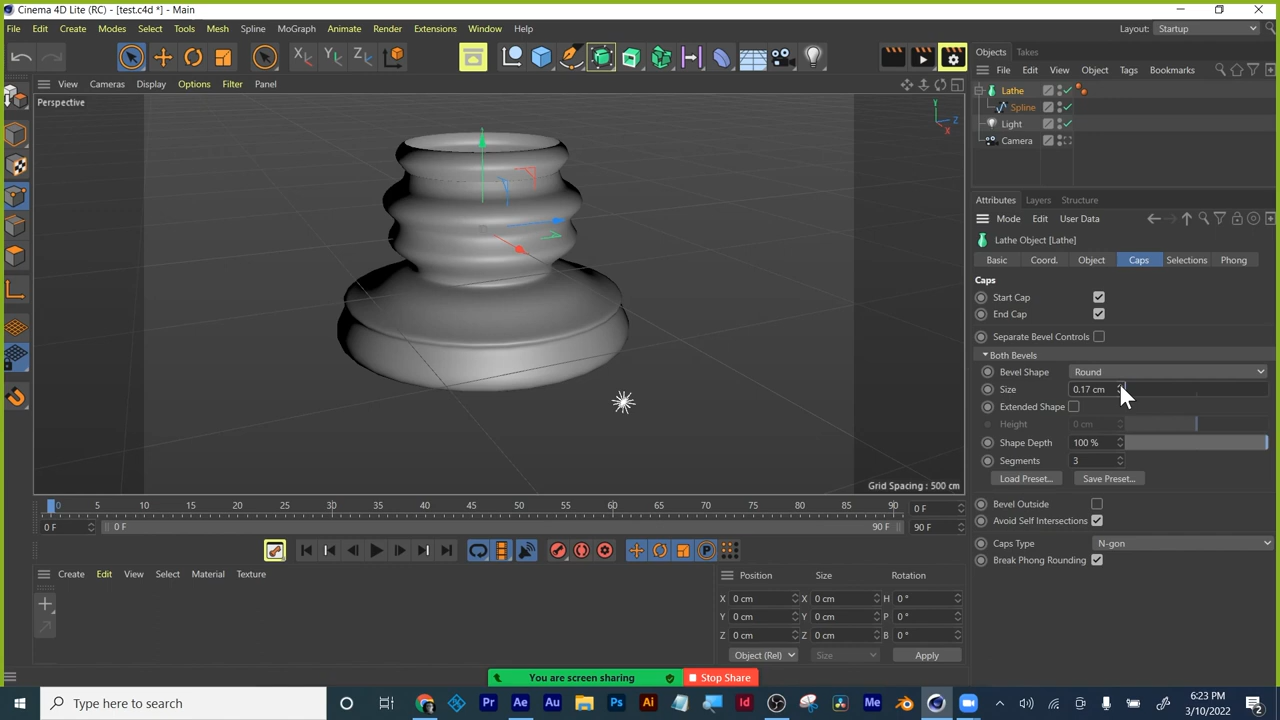 Cinema 4D Lite (RC) - [test.c4d *] - Main
File Edit Create Modes Select Tools Mesh Spline MoGraph Animate Render Extensions Window Help
Layout: Startup
Objects Takes
File Edit View Object Tags Bookmarks
View Cameras Display Options Filter Panel
Perspective
Y
Z
X
Lathe
Spline
Light
Camera
Attributes Layers Structure
Mode Edit User Data
Lathe Object [Lathe]
Basic Coord. Object Caps Selections Phong
Caps
Start Cap
End Cap
Separate Bevel Controls
Both Bevels
Bevel Shape Round
Size 0.17 cm
Extended Shape
Height 0 cm
Shape Depth 100 %
Segments 3
Load Preset... Save Preset...
Bevel Outside
Avoid Self Intersections
Caps Type N-gon
Break Phong Rounding
Grid Spacing : 500 cm
0 5 10 15 20 25 30 35 40 45 50 55 60 65 70 75 80 85 90 0 F
0 F 0 F 90 F 90 F
Create Edit View Select Material Texture
Position Size Rotation
X 0 cm X 0 cm H 0 °
Y 0 cm Y 0 cm P 0 °
Z 0 cm Z 0 cm B 0 °
Object (Rel) Size Apply
You are screen sharing Stop Share
Type here to search
Pr Ae Au Ps Ai Id Me
6:23 PM
3/10/2022
2